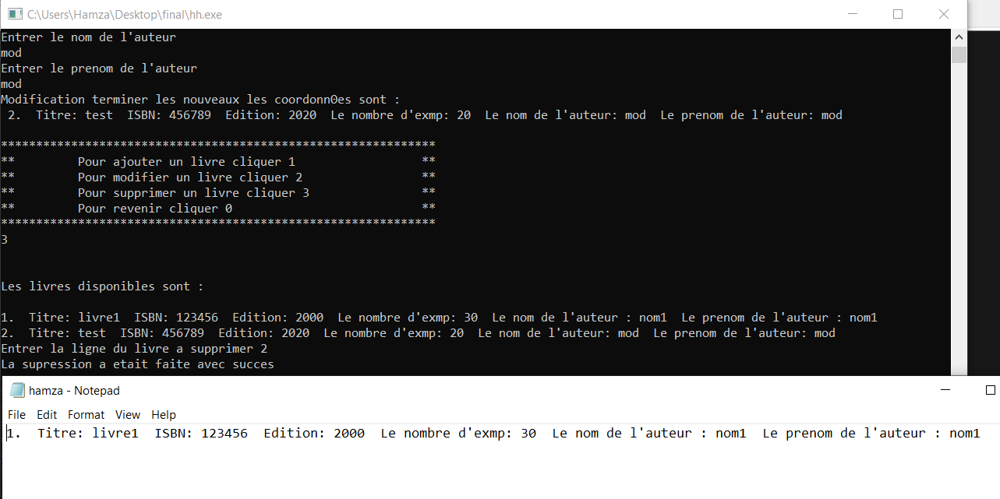 C:\Users\Hamza\Desktop\final\hh.exe
Entrer le nom de l'auteur
mod
Entrer le prenom de l'auteur
mod
Modification terminer les nouveaux les coordonnÓes sont :
 2.  Titre: test  ISBN: 456789  Edition: 2020  Le nombre d'exmp: 20  Le nom de l'auteur: mod  Le prenom de l'auteur: mod
**************************************************************
**         Pour ajouter un livre cliquer 1                  **
**         Pour modifier un livre cliquer 2                 **
**         Pour supprimer un livre cliquer 3                **
**         Pour revenir cliquer 0                           **
**************************************************************
3
Les livres disponibles sont :
1.  Titre: livre1  ISBN: 123456  Edition: 2000  Le nombre d'exmp: 30  Le nom de l'auteur : nom1  Le prenom de l'auteur : nom1
2.  Titre: test  ISBN: 456789  Edition: 2020  Le nombre d'exmp: 20  Le nom de l'auteur: mod  Le prenom de l'auteur: mod
Entrer la ligne du livre a supprimer 2
La supression a etait faite avec succes
hamza - Notepad
File Edit Format View Help
1.  Titre: livre1  ISBN: 123456  Edition: 2000  Le nombre d'exmp: 30  Le nom de l'auteur : nom1  Le prenom de l'auteur : nom1